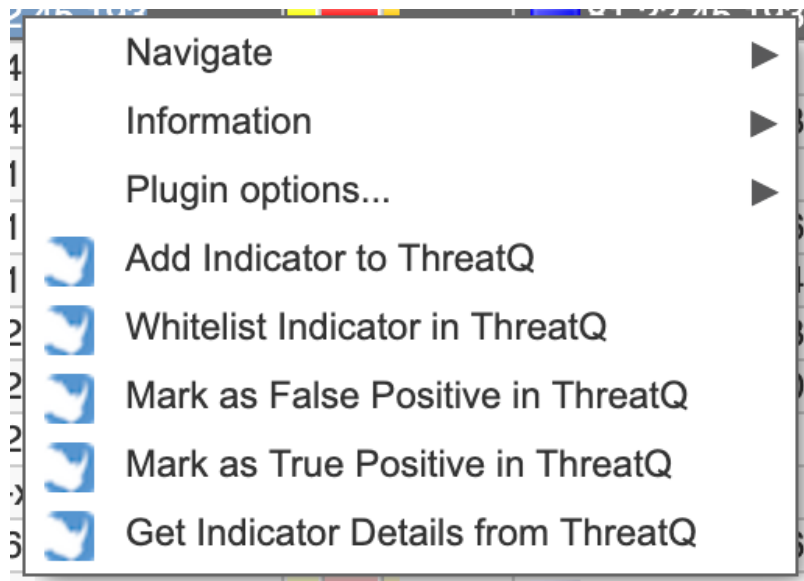 Navigate
Information
Plugin options...
Add Indicator to ThreatQ
Whitelist Indicator in ThreatQ
Mark as False Positive in ThreatQ
Mark as True Positive in ThreatQ
Get Indicator Details from ThreatQ